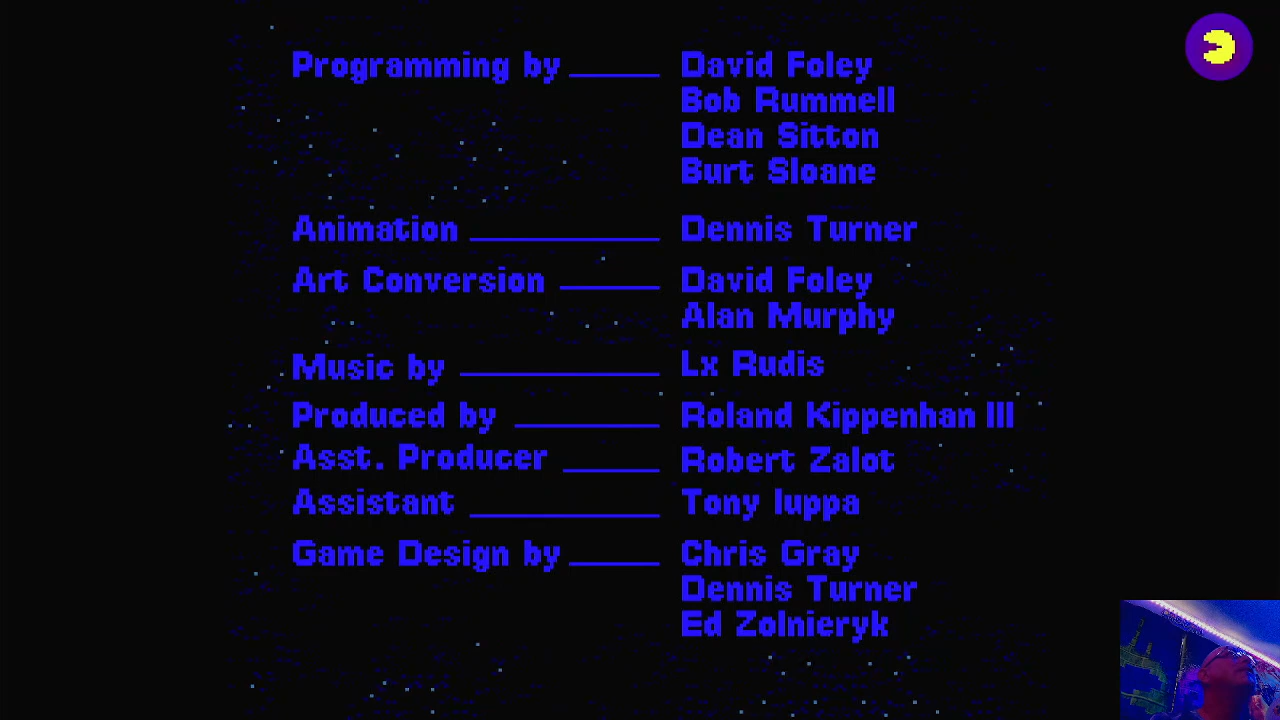 Programming by David Foley
Bob Rummell
Dean Sitton
Burt Sloane
Animation Dennis Turner
Art Conversion David Foley
Alan Murphy
Music by Lx Rudis
Produced by Roland Kippenhan III
Asst. Producer Robert Zalot
Assistant Tony Iuppa
Game Design by Chris Gray
Dennis Turner
Ed Zolnieryk